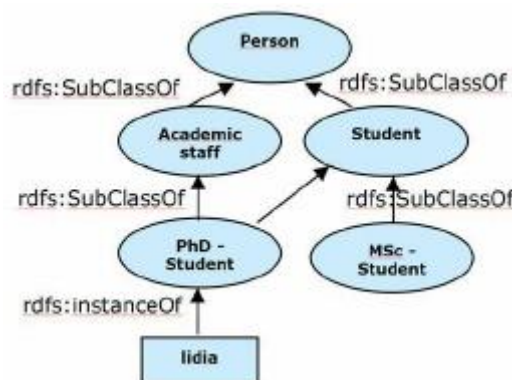 Person
rdfs:SubClassOf
rdfs:SubClassOf
Academic
staff
Student
rdfs:SubClassOf
rdfs:SubClassOf
PhD -
Student
MSc -
Student
rdfs:instanceOf
lidia